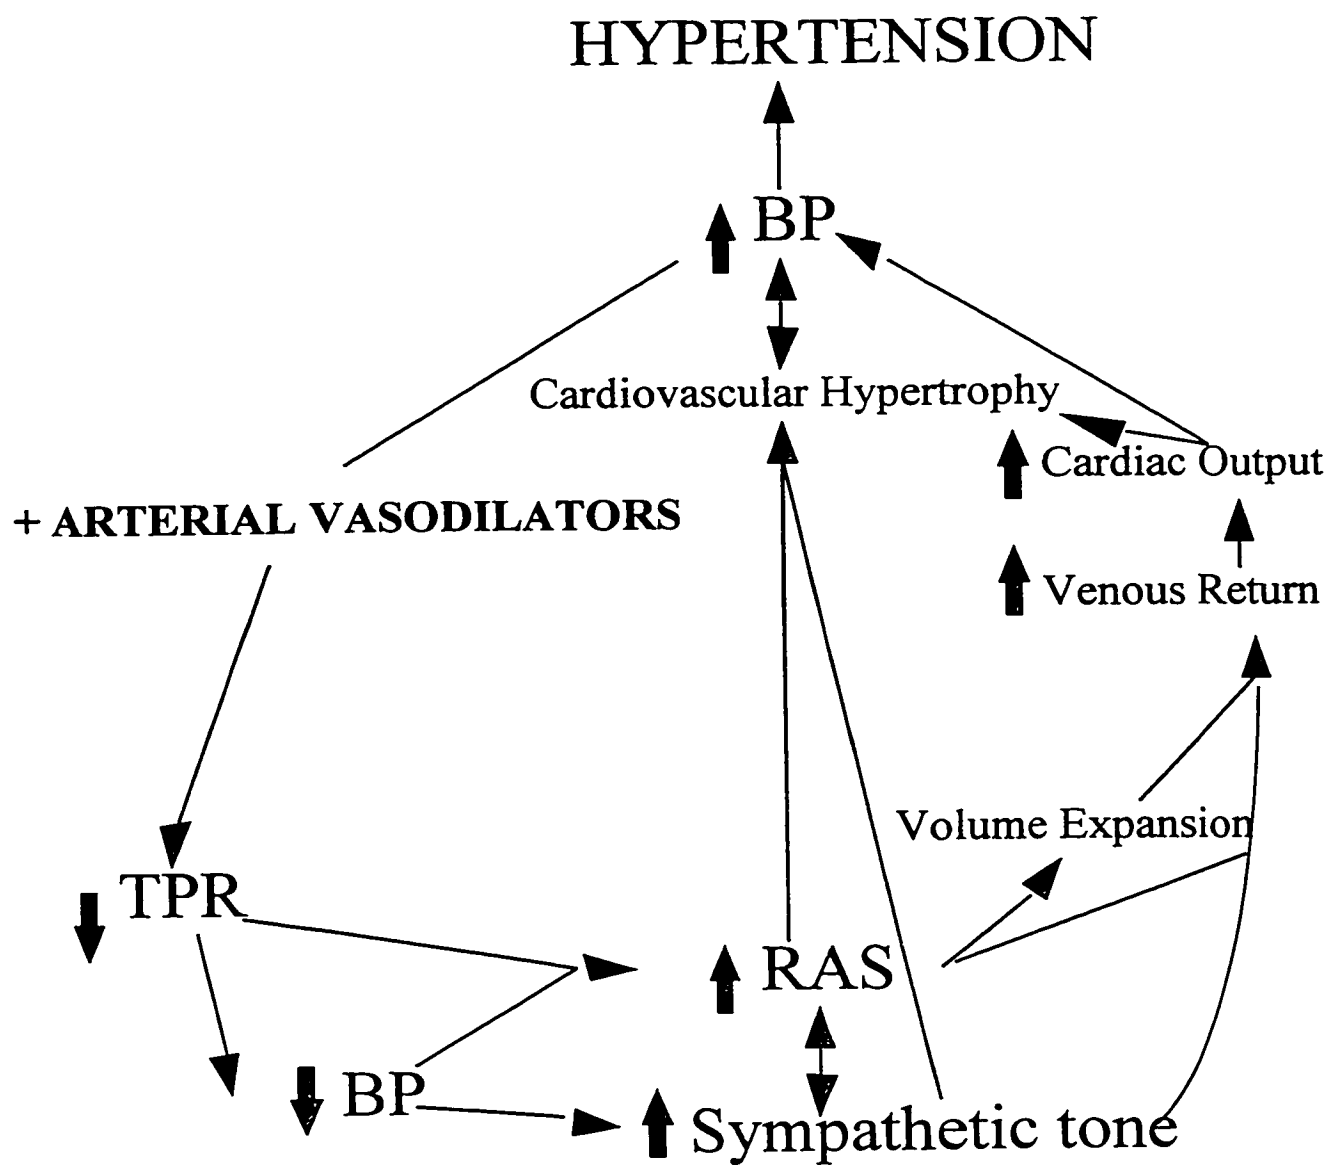 HYPERTENSION
BP
Cardiovascular Hypertrophy
Cardiac Output
+ ARTERIAL VASODILATORS
Venous Return
Volume Expansion
TPR
RAS
BP
Sympathetic tone